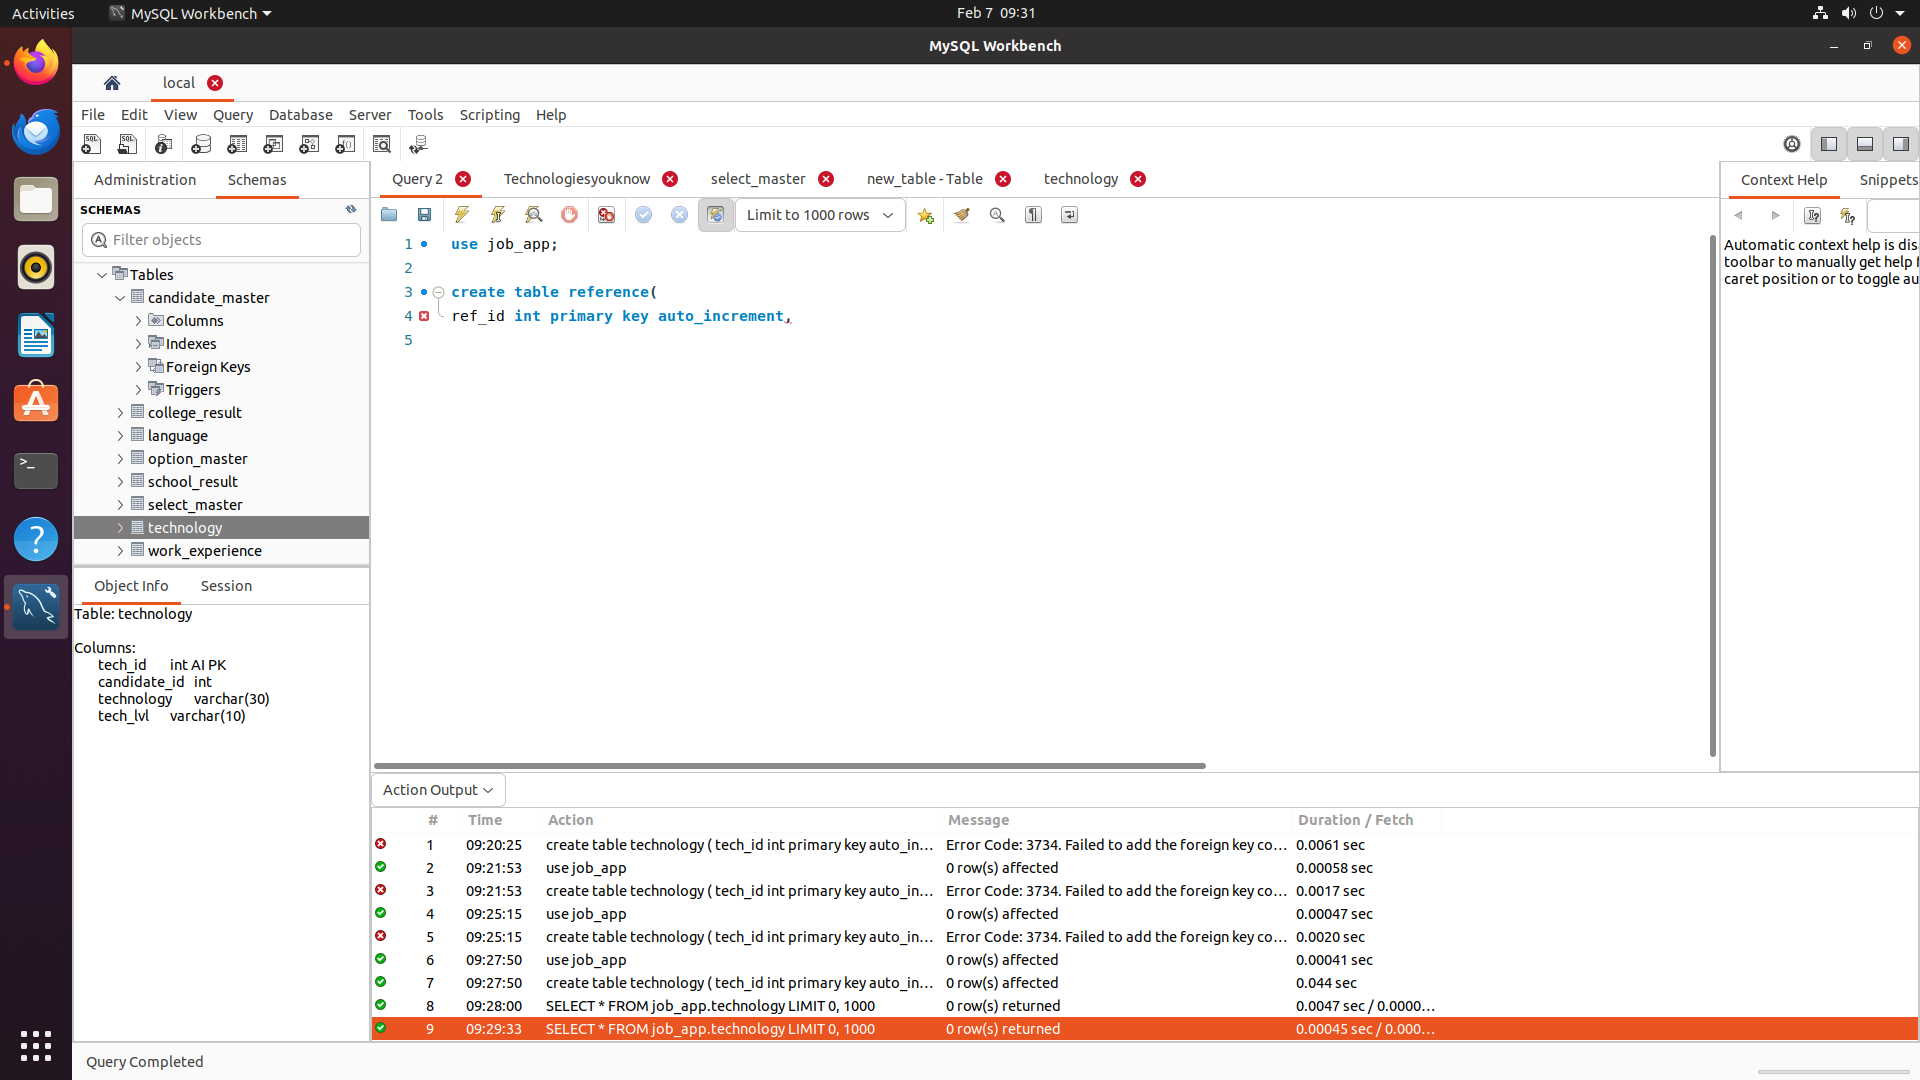 Activities
MySQL Workbench
Feb 7 09:31
MySQL Workbench
local
File Edit View Query Database Server Tools Scripting Help
Administration
Schemas
SCHEMAS
Filter objects
Tables
candidate_master
Columns
Indexes
Foreign Keys
Triggers
college_result
language
option_master
school_result
select_master
technology
work_experience
Object Info
Session
Table: technology
Columns:
tech_id int AI PK
candidate_id int
technology varchar(30)
tech_lvl varchar(10)
Query 2
Technologiesyouknow
select_master
new_table - Table
technology
Limit to 1000 rows
1 use job_app;
2
3 create table reference(
4 ref_id int primary key auto_increment,
5
Context Help
Snippets
Automatic context help is dis
toolbar to manually get help f
caret position or to toggle au
Action Output
# Time Action Message Duration / Fetch
1 09:20:25 create table technology ( tech_id int primary key auto_in... Error Code: 3734. Failed to add the foreign key co... 0.0061 sec
2 09:21:53 use job_app 0 row(s) affected 0.00058 sec
3 09:21:53 create table technology ( tech_id int primary key auto_in... Error Code: 3734. Failed to add the foreign key co... 0.0017 sec
4 09:25:15 use job_app 0 row(s) affected 0.00047 sec
5 09:25:15 create table technology ( tech_id int primary key auto_in... Error Code: 3734. Failed to add the foreign key co... 0.0020 sec
6 09:27:50 use job_app 0 row(s) affected 0.00041 sec
7 09:27:50 create table technology ( tech_id int primary key auto_in... 0 row(s) affected 0.044 sec
8 09:28:00 SELECT * FROM job_app.technology LIMIT 0, 1000 0 row(s) returned 0.0047 sec / 0.0000...
9 09:29:33 SELECT * FROM job_app.technology LIMIT 0, 1000 0 row(s) returned 0.00045 sec / 0.000...
Query Completed